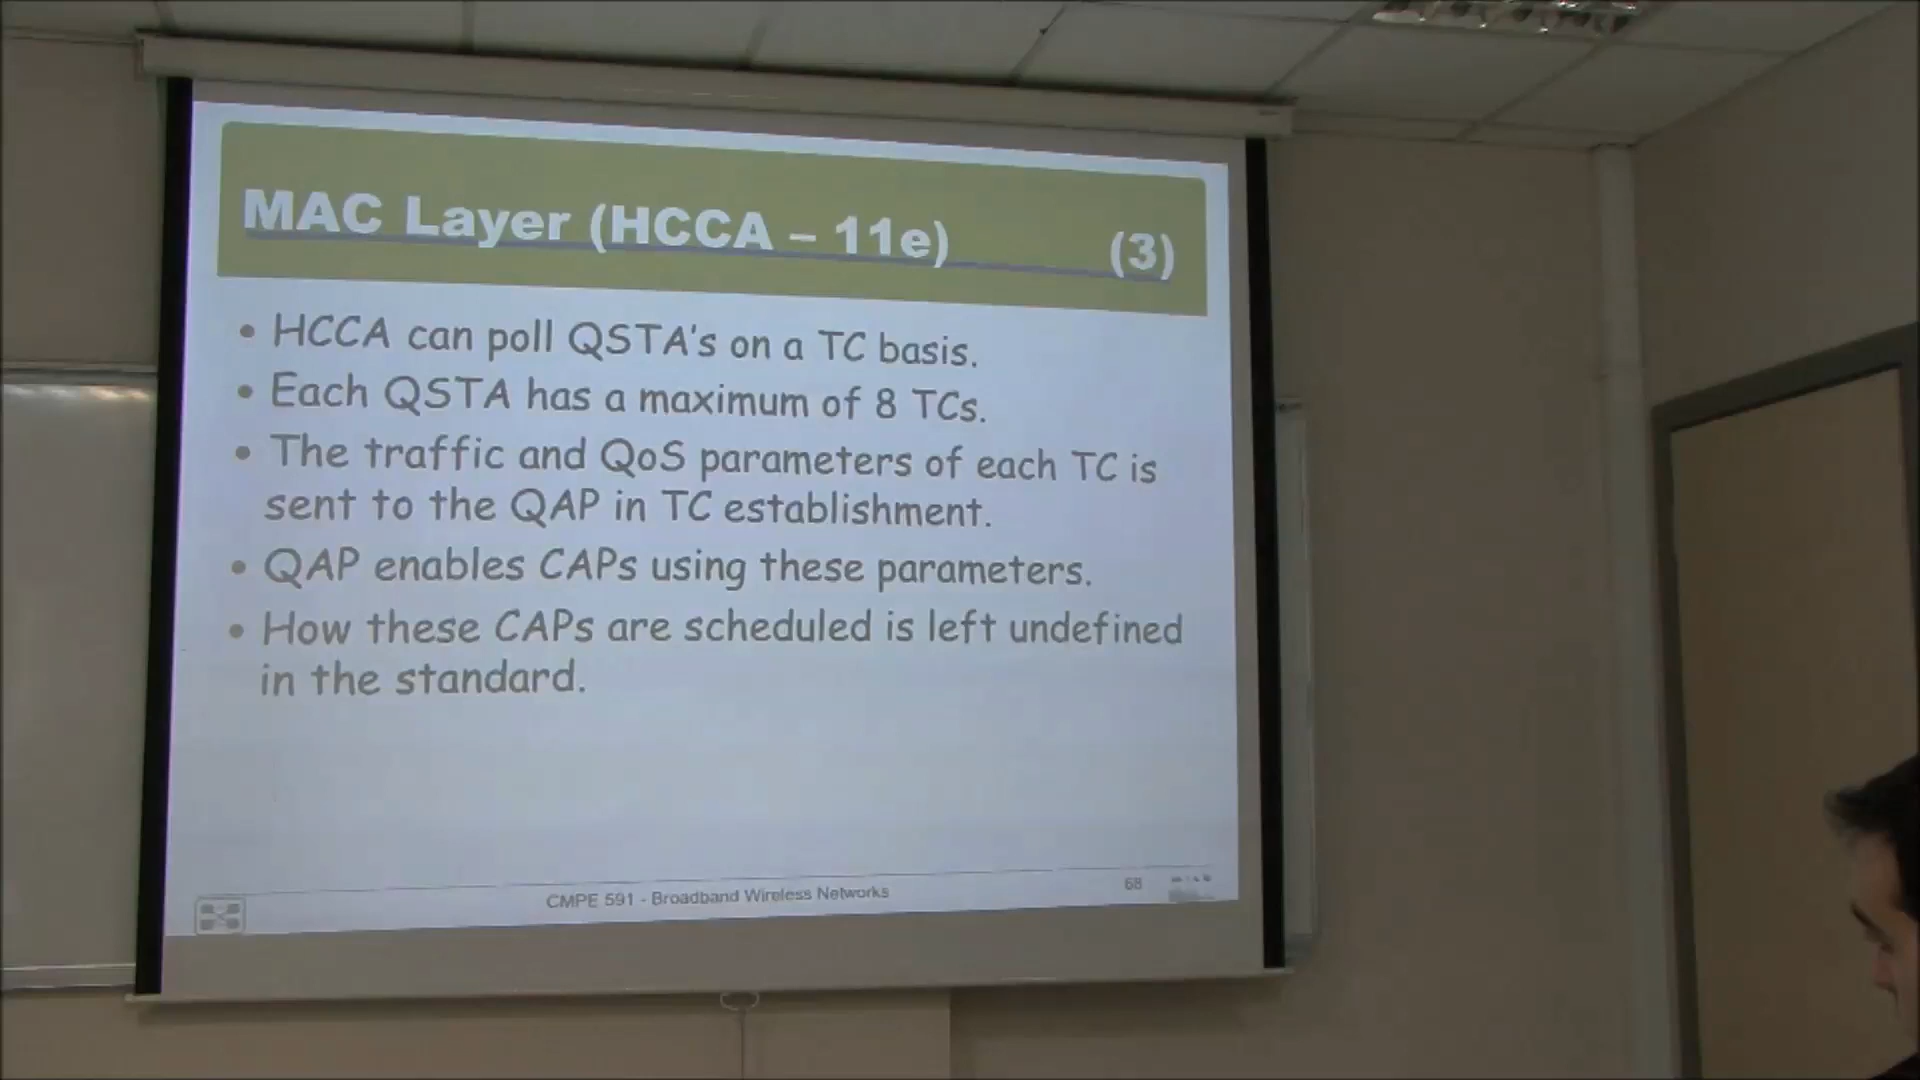 MAC Layer (HCCA – 11e) (3)
• HCCA can poll QSTA's on a TC basis.
• Each QSTA has a maximum of 8 TCs.
• The traffic and QoS parameters of each TC is
sent to the QAP in TC establishment.
• QAP enables CAPs using these parameters.
• How these CAPs are scheduled is left undefined
in the standard.
CMPE 591 - Broadband Wireless Networks
68